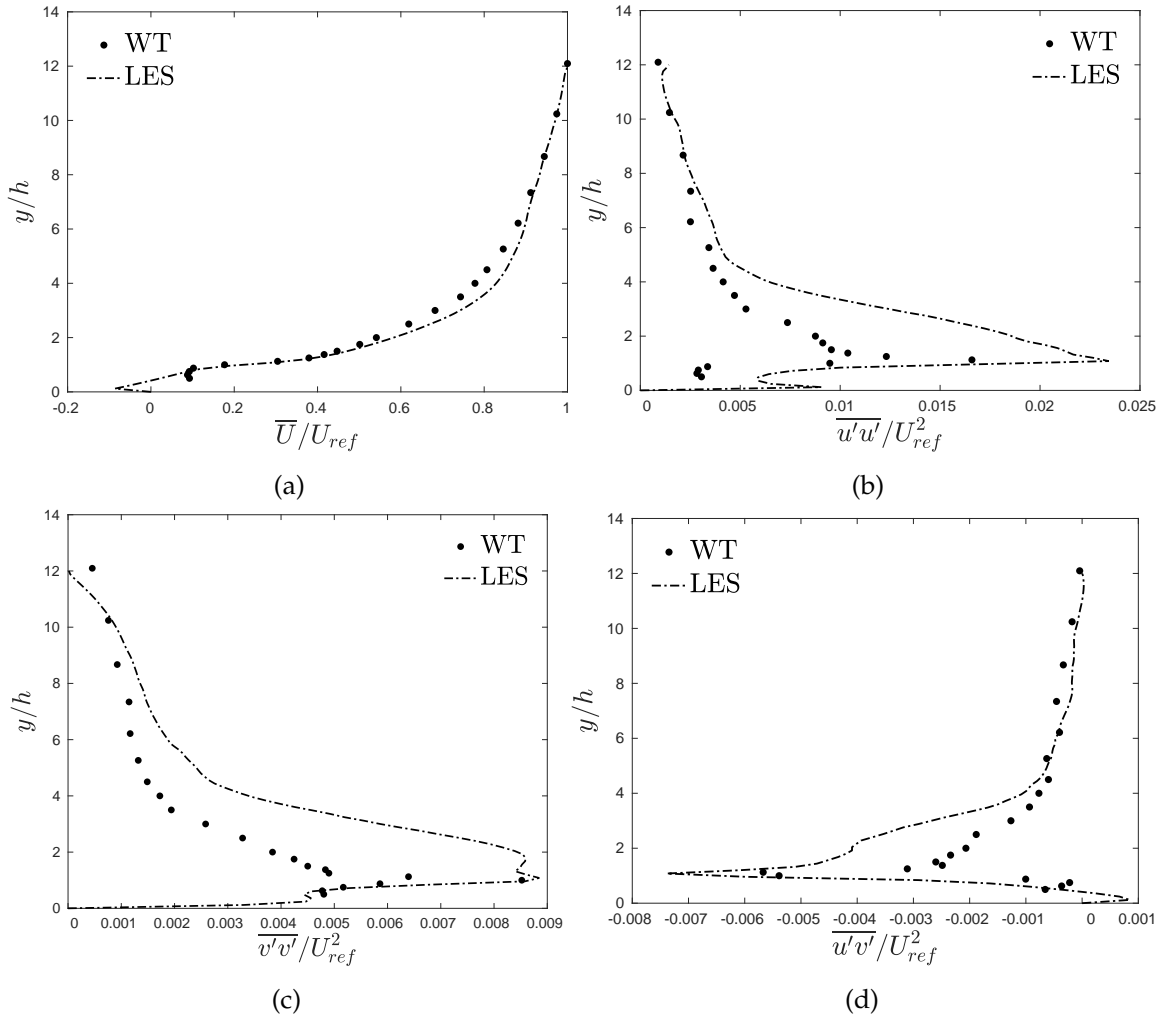 14
12
10
8
6
4
2
0
y/h
WT
LES
-0.2 0 0.2 0.4 0.6 0.8 1
U̅/U_ref
(a)
14
12
10
8
6
4
2
0
y/h
WT
LES
0 0.005 0.01 0.015 0.02 0.025
u′u′/U²_ref
(b)
14
12
10
8
6
4
2
0
y/h
WT
LES
0 0.001 0.002 0.003 0.004 0.005 0.006 0.007 0.008 0.009
v′v′/U²_ref
(c)
14
12
10
8
6
4
2
0
y/h
WT
LES
-0.008 -0.007 -0.006 -0.005 -0.004 -0.003 -0.002 -0.001 0 0.001
u′v′/U²_ref
(d)